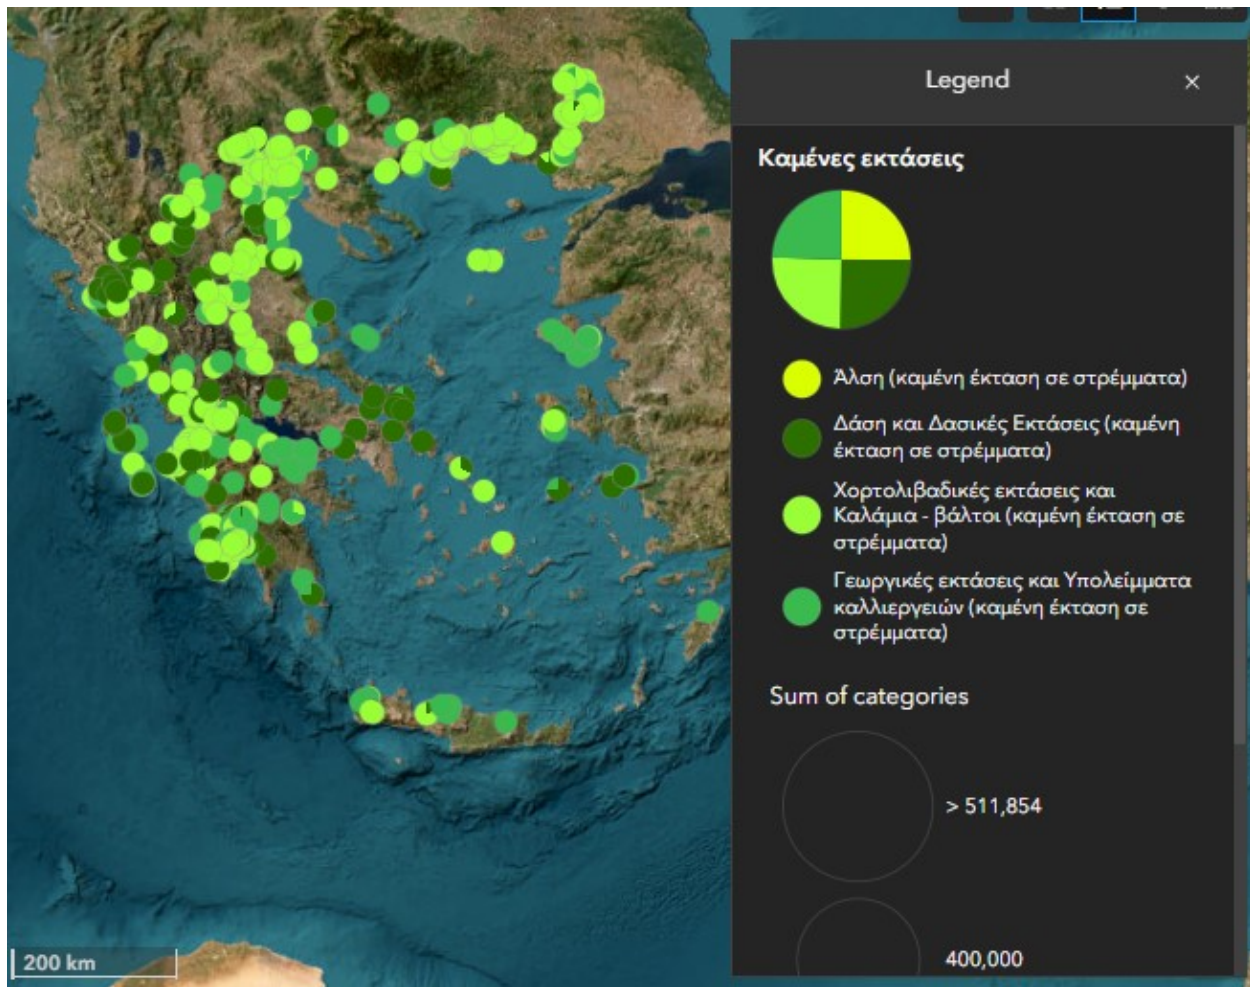 Legend
×
Καμένες εκτάσεις
Άλση (καμένη έκταση σε στρέμματα)
Δάση και Δασικές Εκτάσεις (καμένη
έκταση σε στρέμματα)
Χορτολιβαδικές εκτάσεις και
Καλάμια - βάλτοι (καμένη έκταση σε
στρέμματα)
Γεωργικές εκτάσεις και Υπολείμματα
καλλιεργειών (καμένη έκταση σε
στρέμματα)
Sum of categories
> 511,854
400,000
200 km